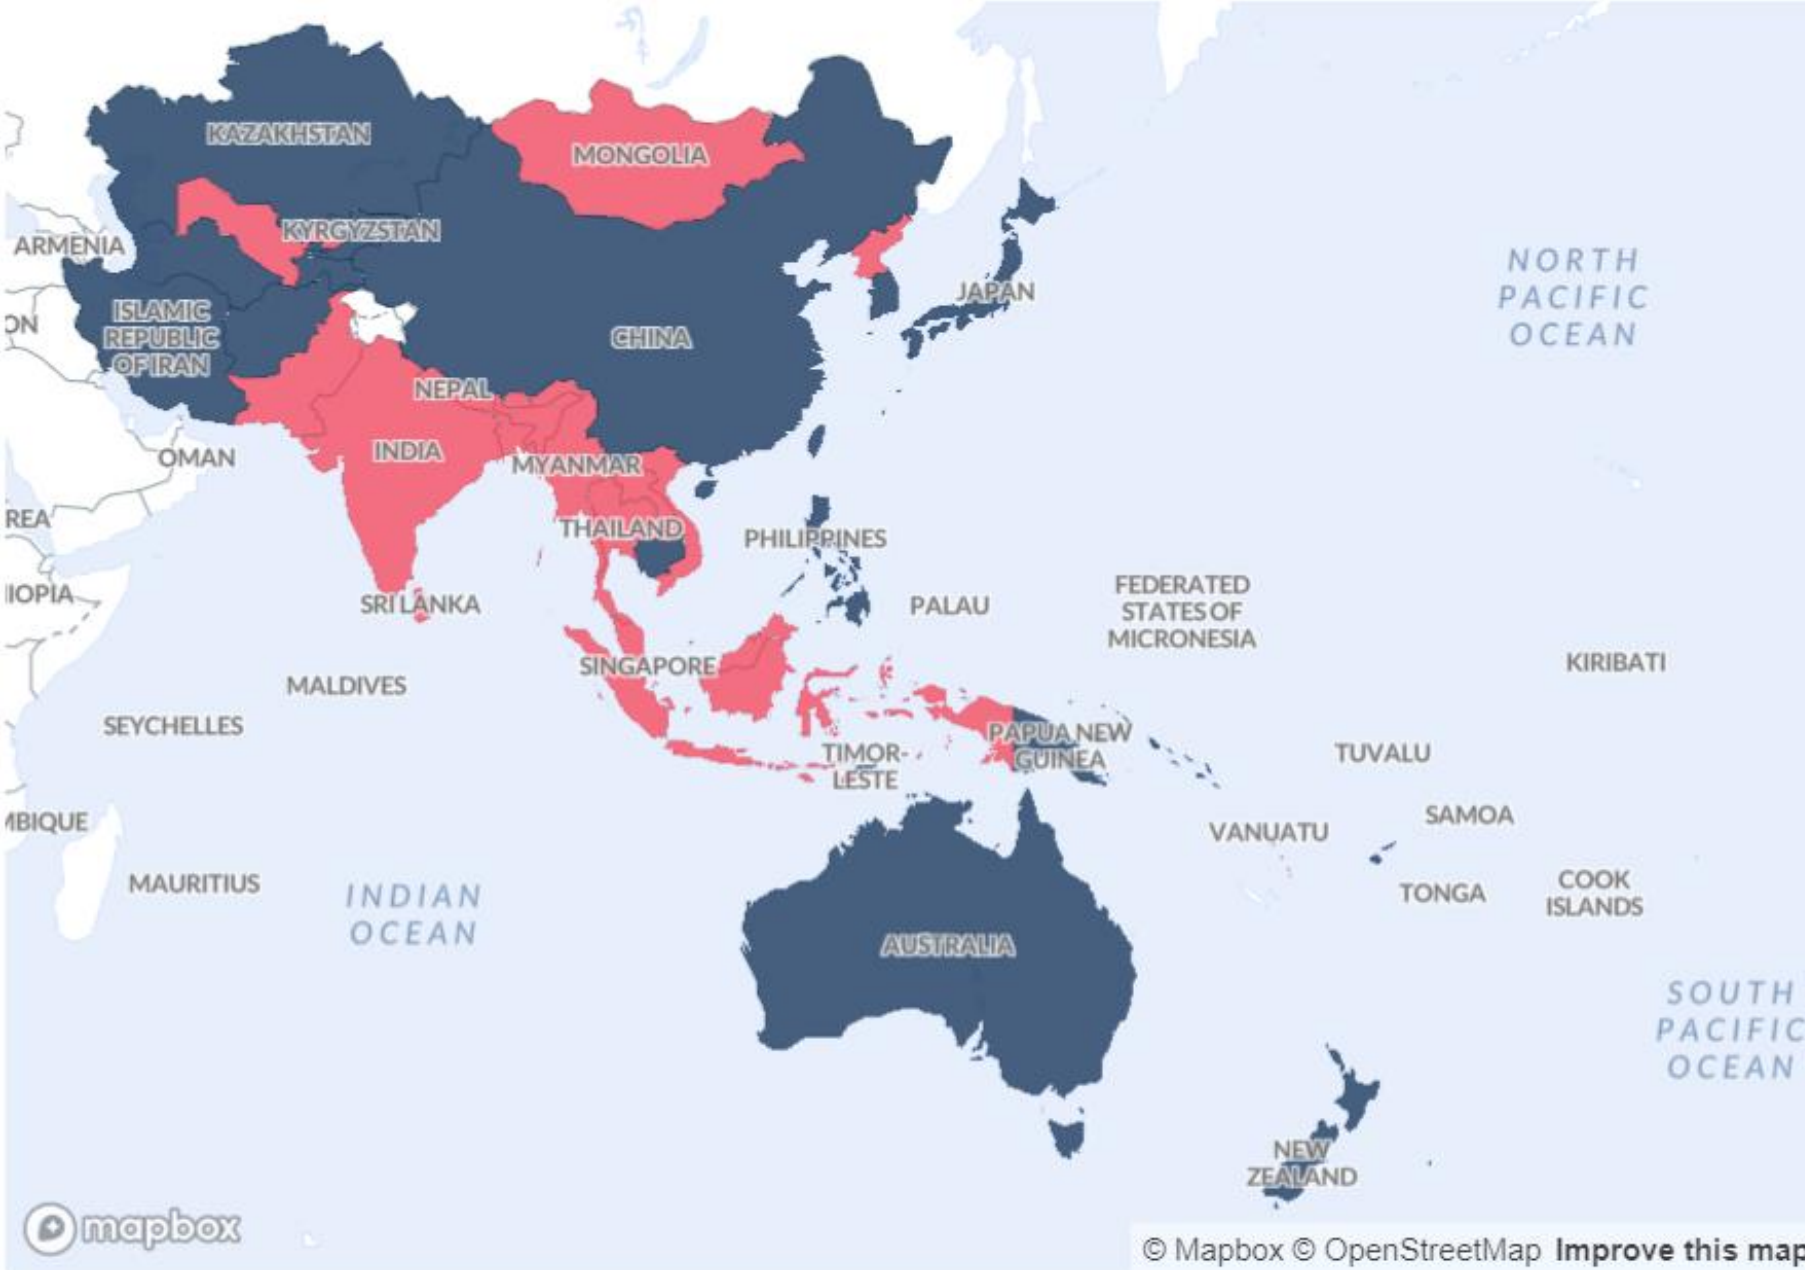 KAZAKHSTAN
MONGOLIA
KYRGYZSTAN
ARMENIA
NORTH
PACIFIC
OCEAN
JAPAN
ISLAMIC
REPUBLIC
OF IRAN
ON
CHINA
NEPAL
INDIA
OMAN
MYANMAR
REA
THAILAND
PHILIPPINES
IOPIA
SRI LANKA
PALAU
FEDERATED
STATES OF
MICRONESIA
SINGAPORE
KIRIBATI
MALDIVES
SEYCHELLES
PAPUA NEW
GUINEA
TIMOR-
LESTE
TUVALU
MBIQUE
SAMOA
VANUATU
MAURITIUS
INDIAN
OCEAN
TONGA
COOK
ISLANDS
AUSTRALIA
SOUTH
PACIFIC
OCEAN
NEW
ZEALAND
mapbox
© Mapbox © OpenStreetMap Improve this map